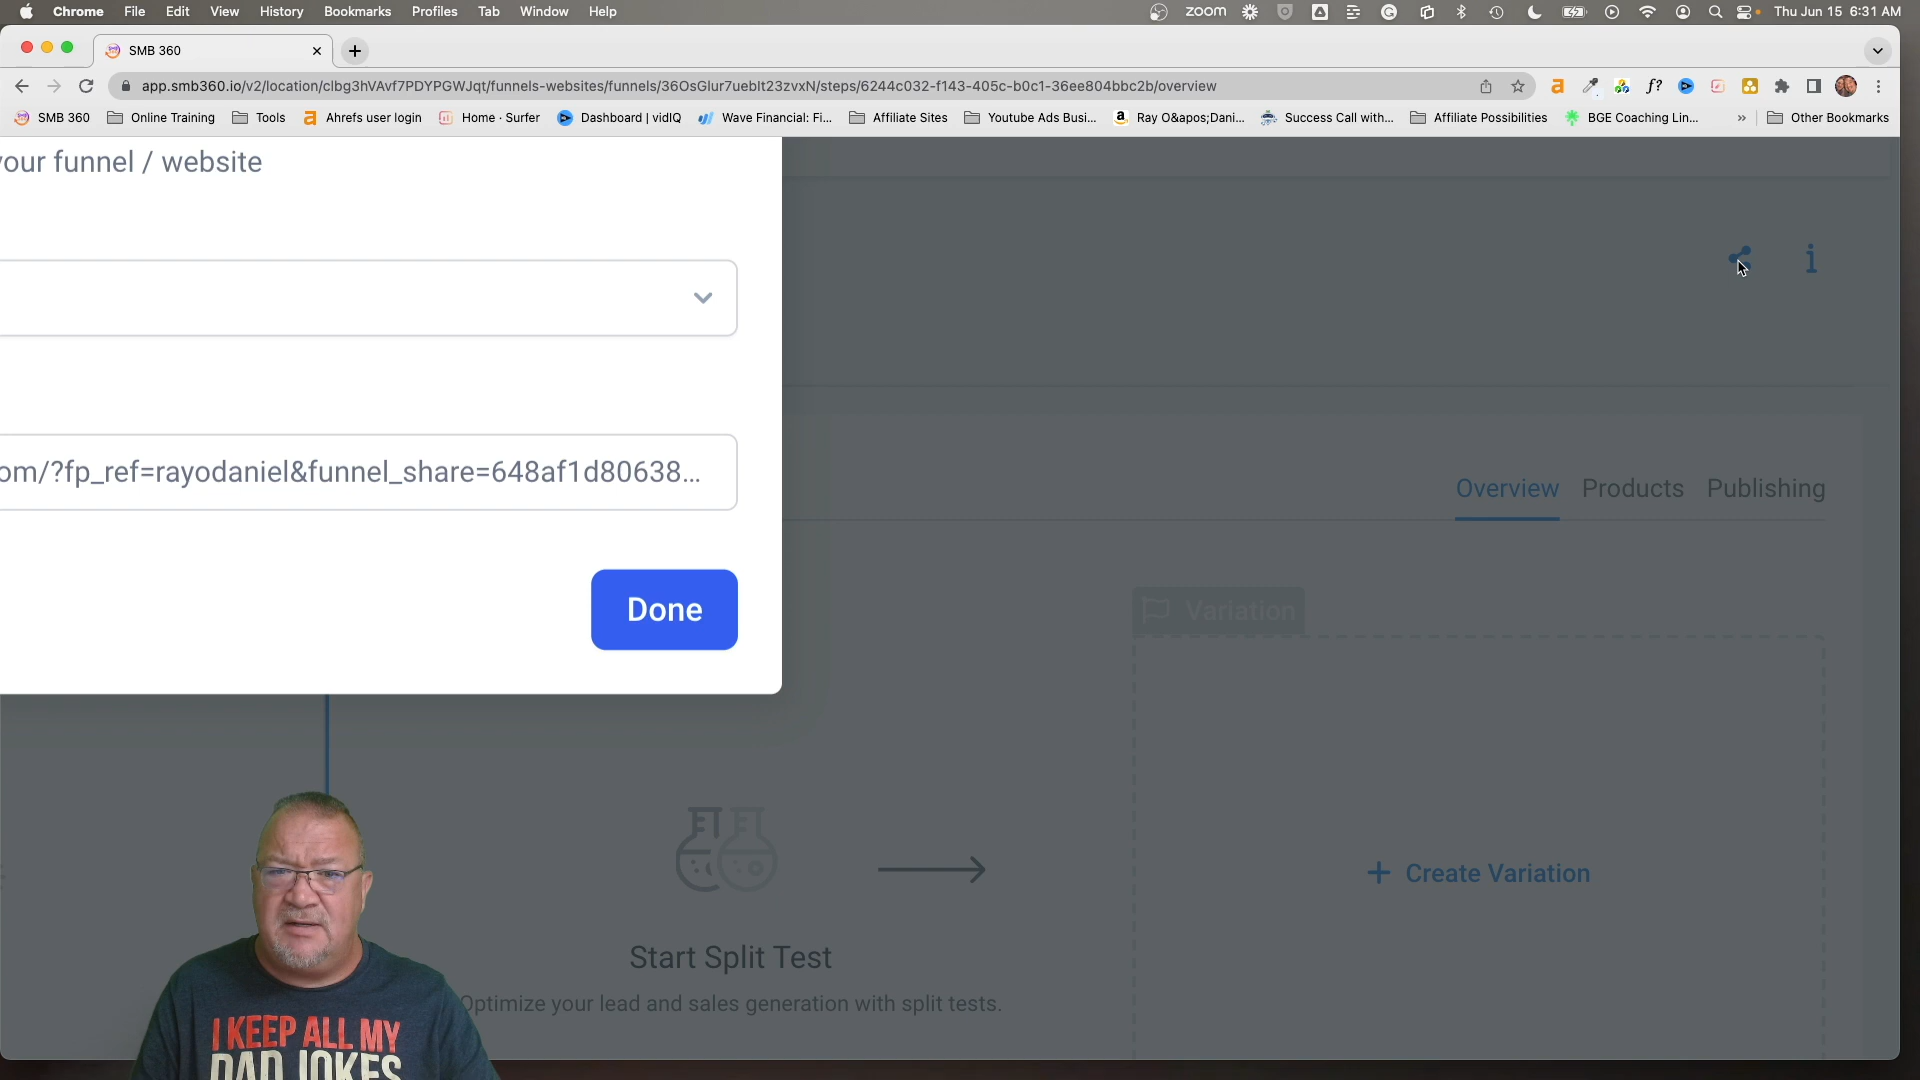 Chrome File Edit View History Bookmarks Profiles Tab Window Help zoom Thu Jun 15 6:31 AM
SMB 360
app.smb360.io/v2/location/clbg3hVAvf7PDYPGWJqt/funnels-websites/funnels/36OsGlur7ueblt23zvxN/steps/6244c032-f143-405c-b0c1-36ee804bbc2b/overview
SMB 360 Online Training Tools Ahrefs user login Home · Surfer Dashboard | vidIQ Wave Financial: Fi... Affiliate Sites Youtube Ads Busi... Ray O&apos;Dani... Success Call with... Affiliate Possibilities BGE Coaching Lin... » Other Bookmarks
your funnel / website
om/?fp_ref=rayodaniel&funnel_share=648af1d80638...
Overview Products Publishing
Done
Variation
Create Variation
Start Split Test
Optimize your lead and sales generation with split tests.
I KEEP ALL MY
DAD JOKES